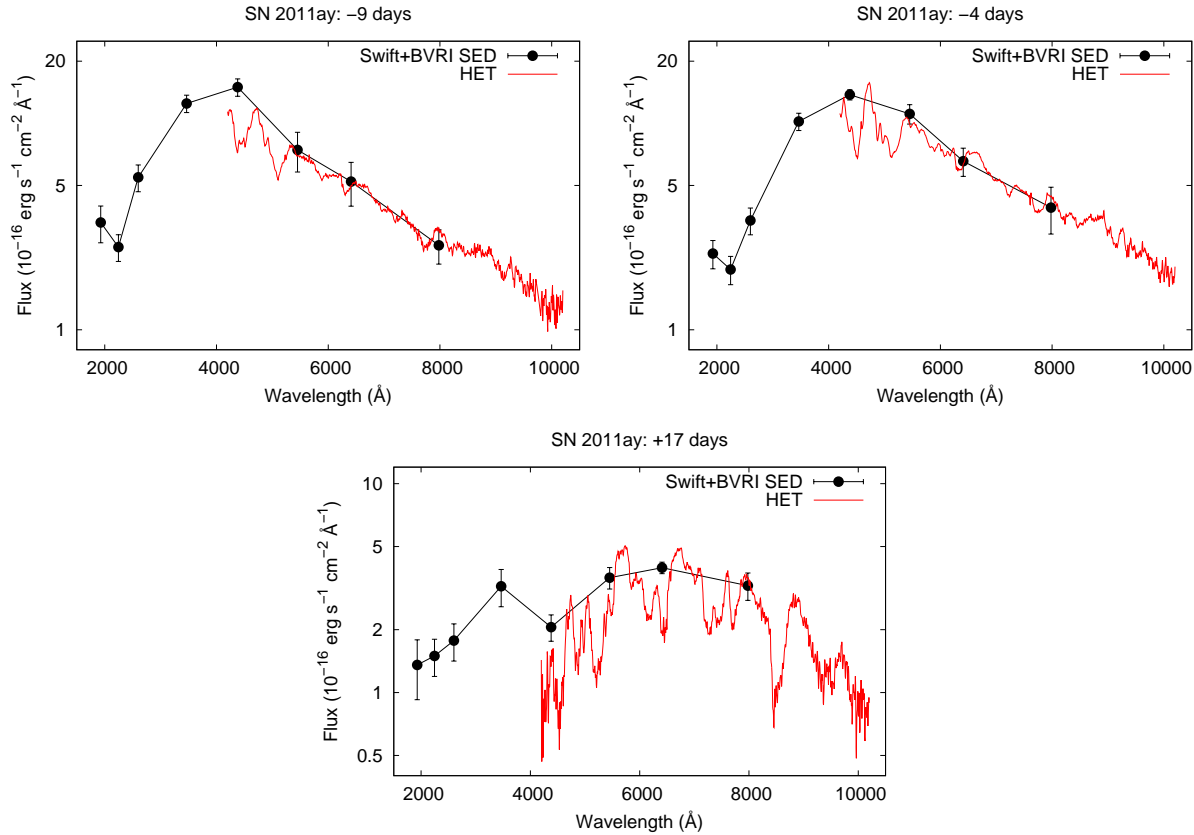 SN 2011ay: −9 days
Swift+BVRI SED
HET
20
5
1
Flux (10⁻¹⁶ erg s⁻¹ cm⁻² Å⁻¹)
2000 4000 6000 8000 10000
Wavelength (Å)
SN 2011ay: −4 days
Swift+BVRI SED
HET
20
5
1
Flux (10⁻¹⁶ erg s⁻¹ cm⁻² Å⁻¹)
2000 4000 6000 8000 10000
Wavelength (Å)
SN 2011ay: +17 days
Swift+BVRI SED
HET
10
5
2
1
0.5
Flux (10⁻¹⁶ erg s⁻¹ cm⁻² Å⁻¹)
2000 4000 6000 8000 10000
Wavelength (Å)